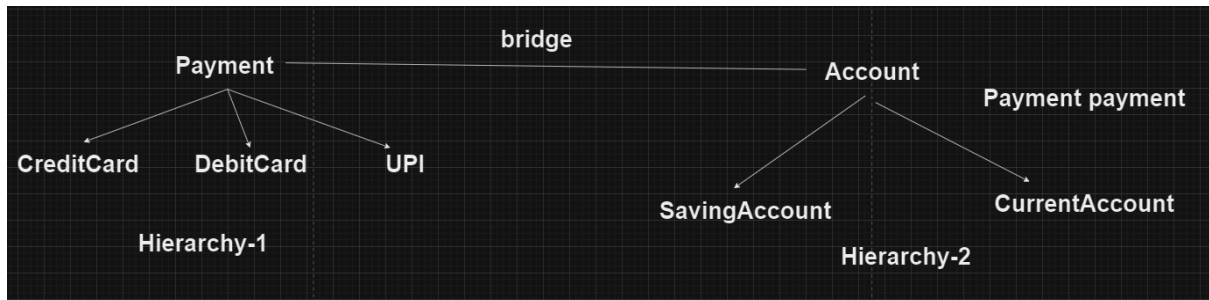 bridge
Payment
Account
Payment payment
CreditCard
DebitCard
UPI
SavingAccount
CurrentAccount
Hierarchy-1
Hierarchy-2